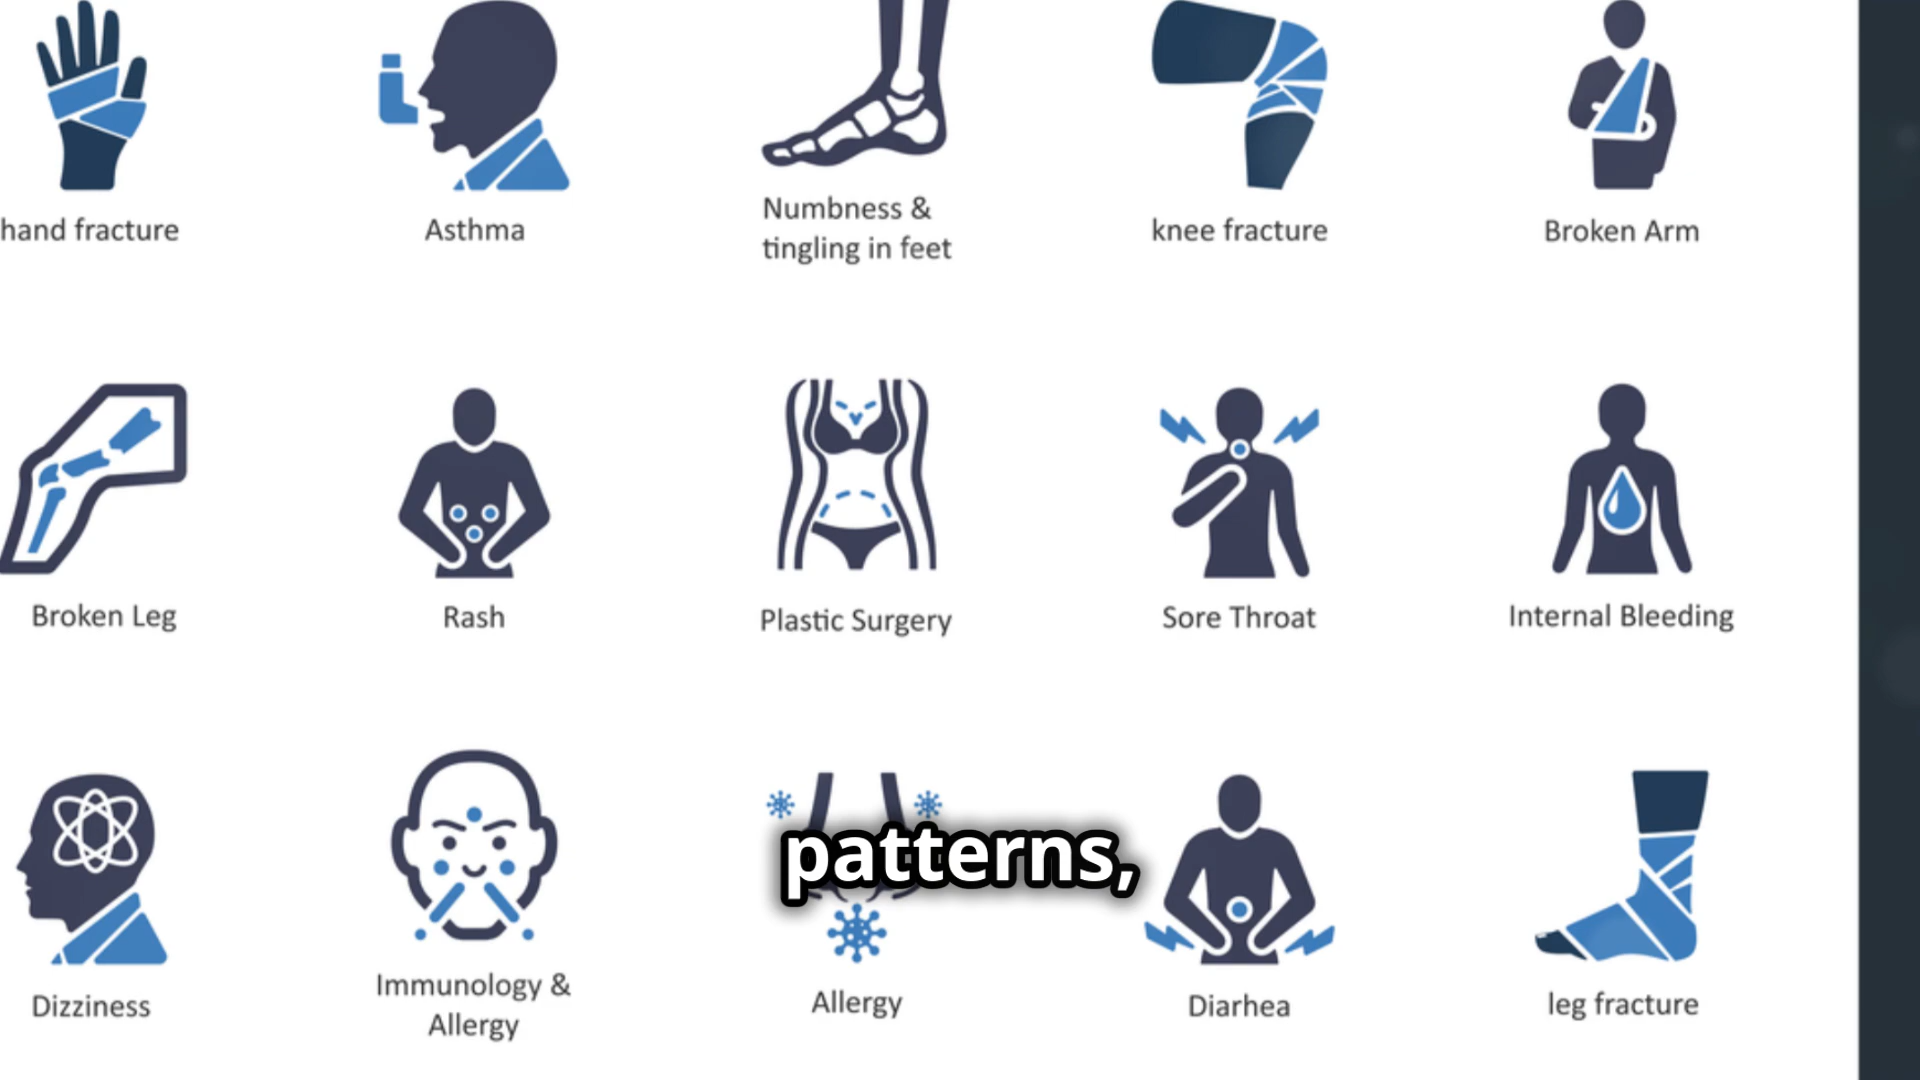 hand fracture
Asthma
Numbness &
tingling in feet
knee fracture
Broken Arm
Broken Leg
Rash
Plastic Surgery
Sore Throat
Internal Bleeding
patterns,
Dizziness
Immunology &
Allergy
Allergy
Diarhea
leg fracture